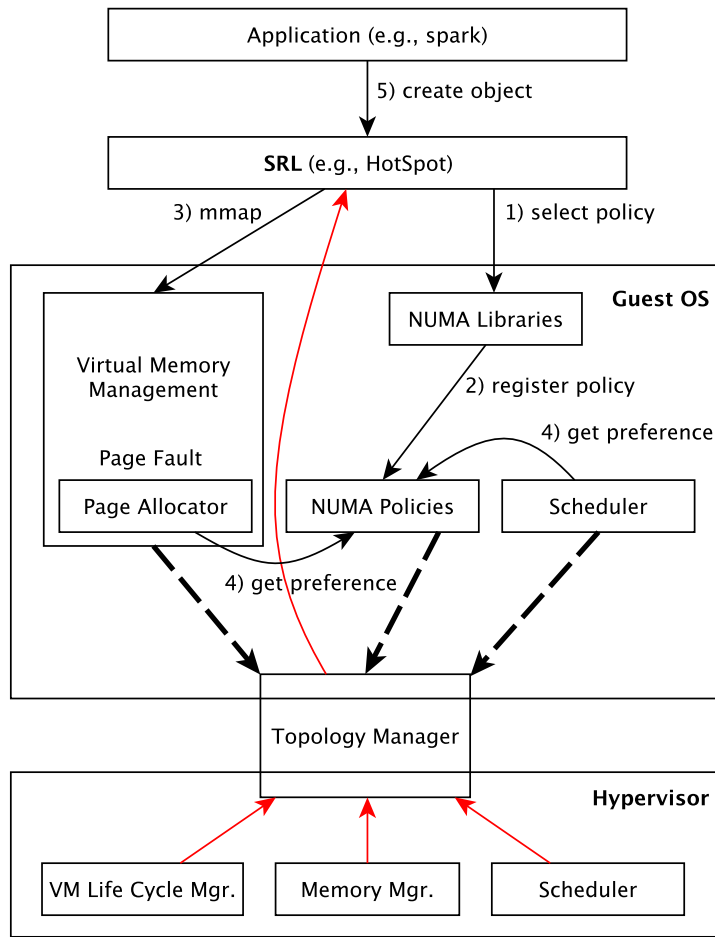 Application (e.g., spark)
5) create object
SRL (e.g., HotSpot)
3) mmap
1) select policy
Guest OS
NUMA Libraries
Virtual Memory
Management
2) register policy
4) get preference
Page Fault
Page Allocator
NUMA Policies
Scheduler
4) get preference
Topology Manager
Hypervisor
VM Life Cycle Mgr.
Memory Mgr.
Scheduler